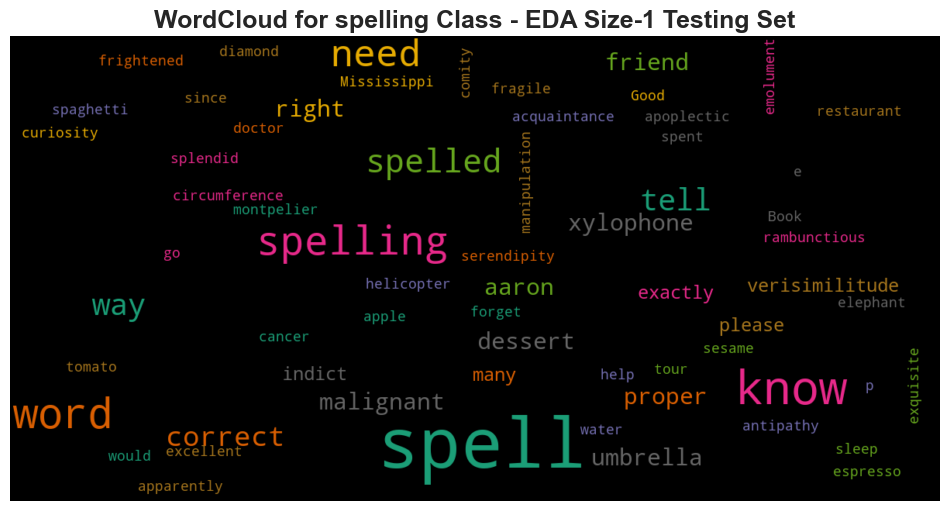 WordCloud for spelling Class - EDA Size-1 Testing Set
need
diamond
frightened
Mississippi
comity
friend
emolument
fragile
Good
since
spaghetti
right
acquaintance
apoplectic
restaurant
curiosity
doctor
spent
splendid
spelled
manipulation
e
circumference
montpelier
tell
xylophone
Book
rambunctious
spelling
go
serendipity
helicopter
aaron
exactly
verisimilitude
elephant
way
apple
forget
please
cancer
dessert
sesame
tomato
indict
many
help
tour
know
p
exquisite
malignant
proper
word
correct
spell
water
antipathy
would
excellent
umbrella
sleep
espresso
apparently